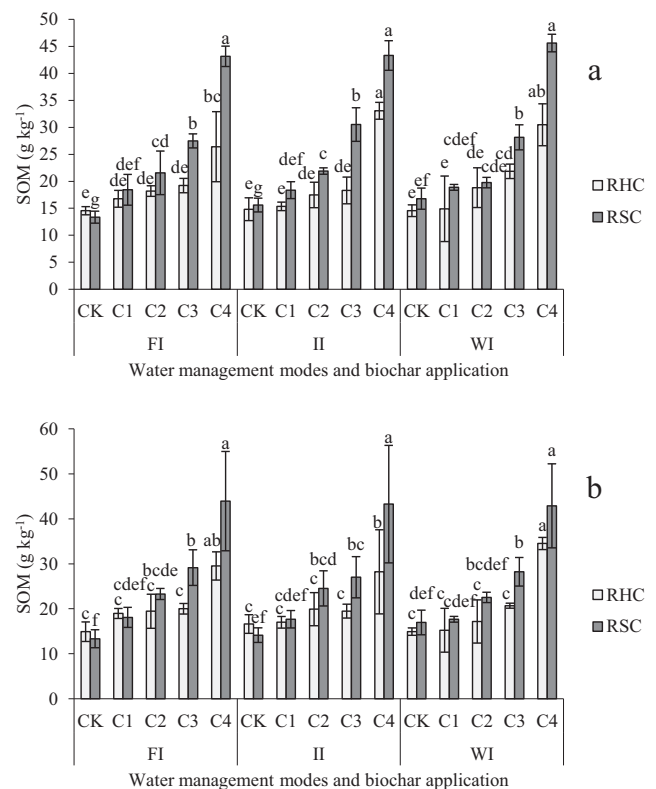 50
45
40
35
30
25
20
15
10
5
0
SOM (g kg-1)
e g de def de cd de b bc a
e g e def de c de b a a
e ef e cdef de de cd b ab a
CK C1 C2 C3 C4 CK C1 C2 C3 C4 CK C1 C2 C3 C4
FI II WI
Water management modes and biochar application
RHC
RSC
a
60
50
40
30
20
10
0
SOM (g kg-1)
c f c cdef c bcde c b ab a
c ef c cdef c bcd c bc b a
c def c cdef c bcdef c b a a
CK C1 C2 C3 C4 CK C1 C2 C3 C4 CK C1 C2 C3 C4
FI II WI
Water management modes and biochar application
RHC
RSC
b